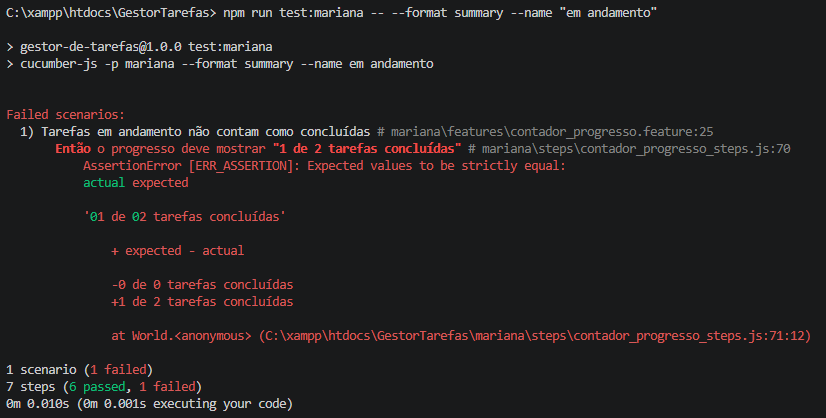 C:\xampp\htdocs\GestorTarefas> npm run test:mariana -- --format summary --name "em andamento"
> gestor-de-tarefas@1.0.0 test:mariana
> cucumber-js -p mariana --format summary --name em andamento
Failed scenarios:
1) Tarefas em andamento não contam como concluídas # mariana\features\contador_progresso.feature:25
Então o progresso deve mostrar "1 de 2 tarefas concluídas" # mariana\steps\contador_progresso_steps.js:70
AssertionError [ERR_ASSERTION]: Expected values to be strictly equal:
actual expected
'01 de 02 tarefas concluídas'
+ expected - actual
-0 de 0 tarefas concluídas
+1 de 2 tarefas concluídas
at World.<anonymous> (C:\xampp\htdocs\GestorTarefas\mariana\steps\contador_progresso_steps.js:71:12)
1 scenario (1 failed)
7 steps (6 passed, 1 failed)
0m 0.010s (0m 0.001s executing your code)